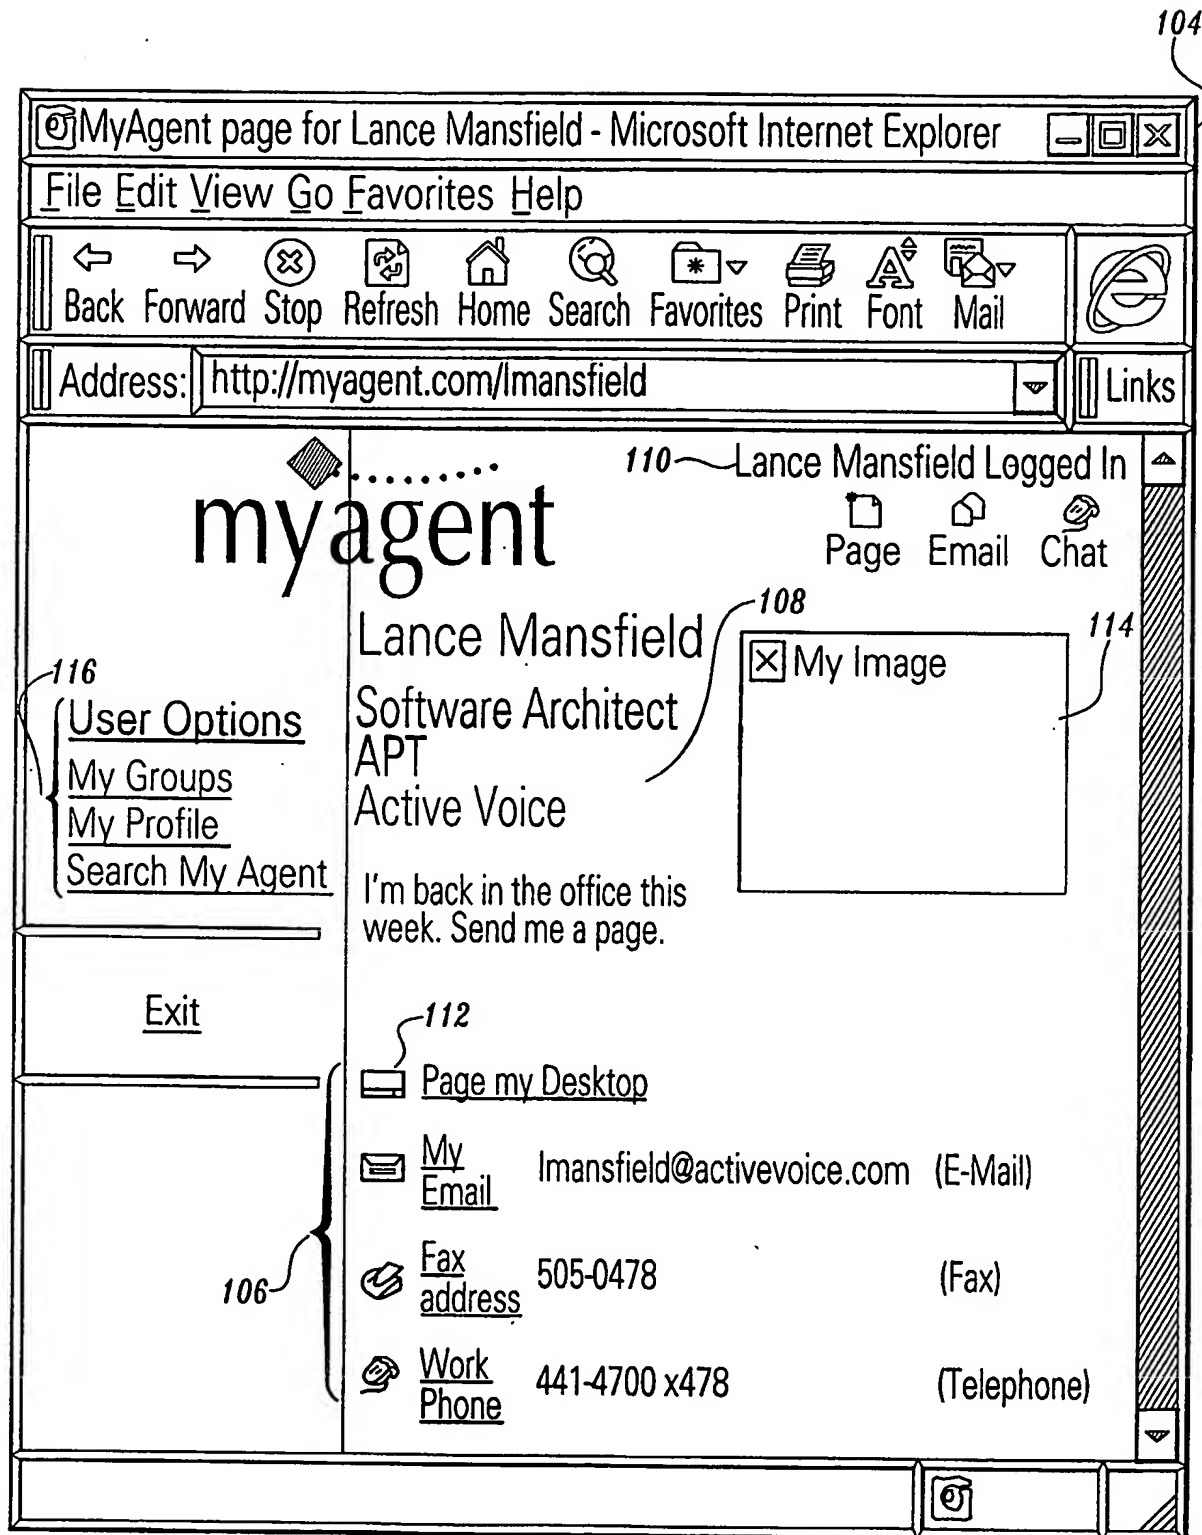 104
MyAgent page for Lance Mansfield - Microsoft Internet Explorer
File Edit View Go Favorites Help
Back Forward Stop Refresh Home Search Favorites Print Font Mail
Address: http://myagent.com/lmansfield Links
110 Lance Mansfield Logged In
myagent
Page Email Chat
108
Lance Mansfield
114
My Image
116
User Options
Software Architect
APT
My Groups
Active Voice
My Profile
Search My Agent
I'm back in the office this
week. Send me a page.
Exit
112
Page my Desktop
My
Email lmansfield@activevoice.com (E-Mail)
106
Fax
address 505-0478 (Fax)
Work
Phone 441-4700 x478 (Telephone)